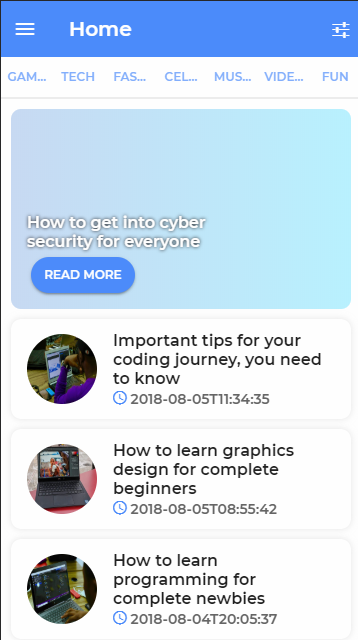 Home
GAM... TECH FAS... CEL... MUS... VIDE... FUN
How to get into cyber
security for everyone
READ MORE
Important tips for your
coding journey, you need
to know
2018-08-05T11:34:35
How to learn graphics
design for complete
beginners
2018-08-05T08:55:42
How to learn
programming for
complete newbies
2018-08-04T20:05:37